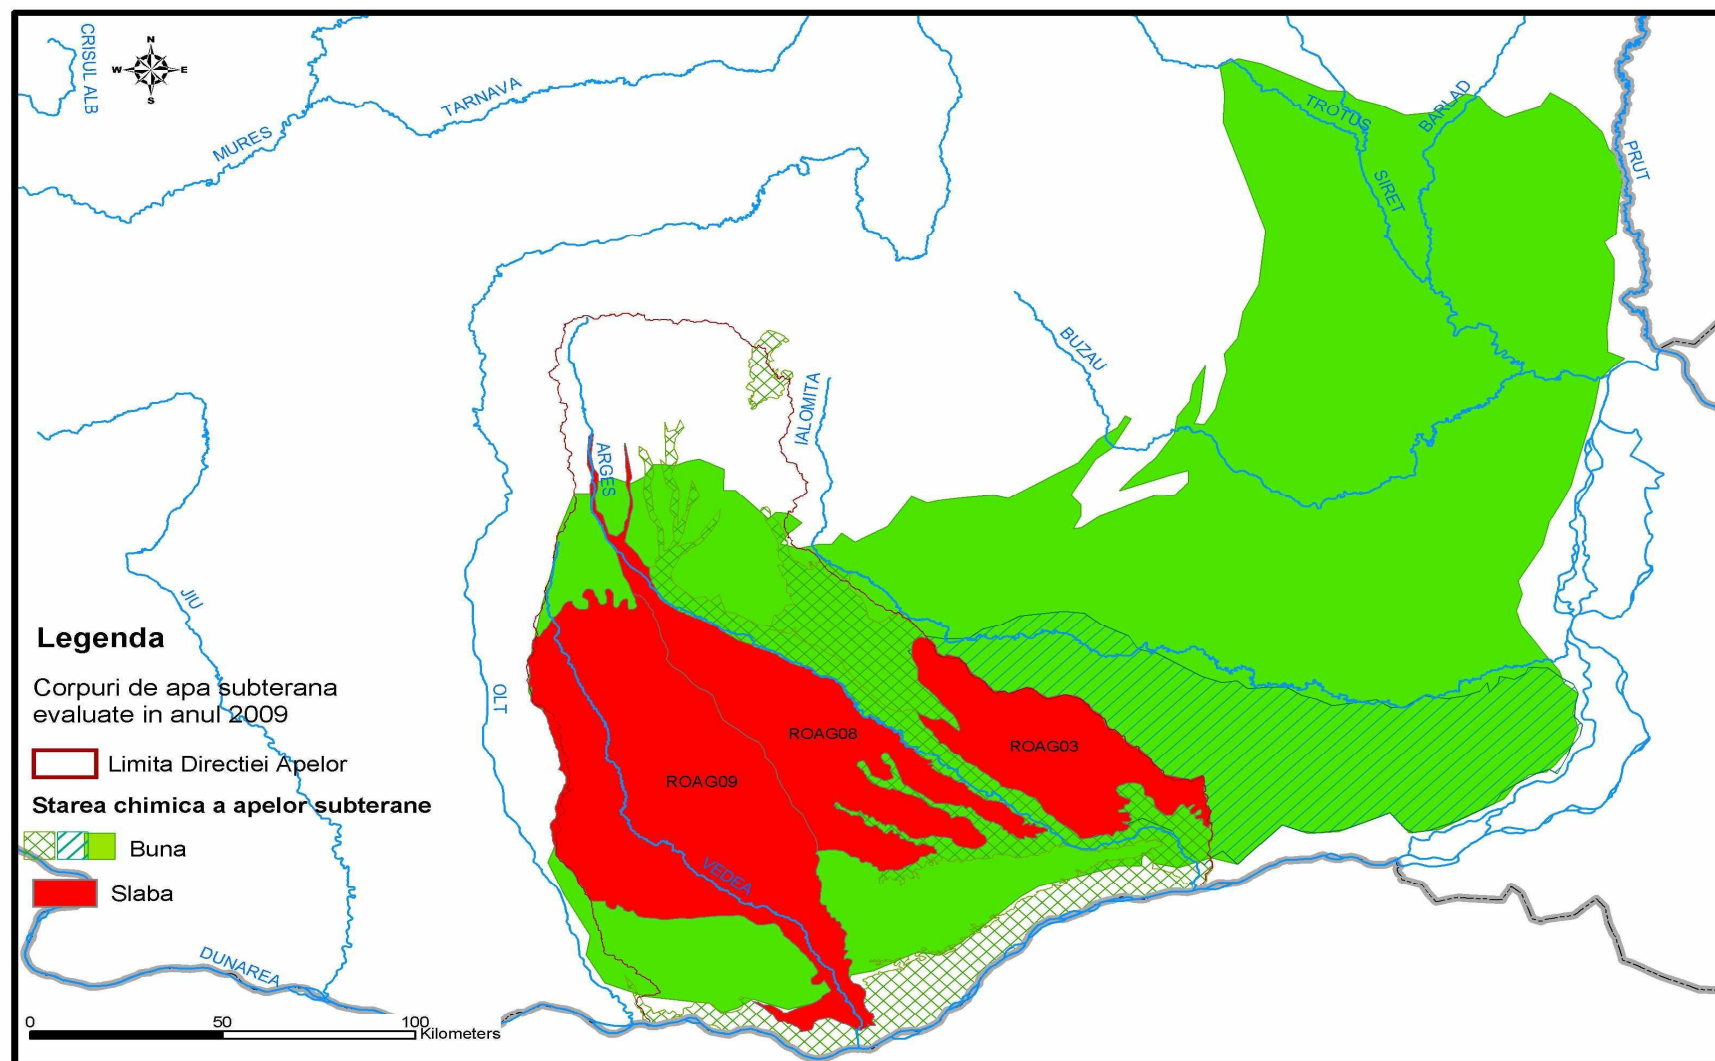 CRISUL ALB
N
W E
S
MURES
TARNAVA
TROTUS
BARLAD
SIRET
PRUT
BUZAU
IALOMITA
ARGES
JIU
OLT
VEDEA
DUNAREA
ROAG08
ROAG03
ROAG09
Legenda
Corpuri de apa subterana
evaluate in anul 2009
Limita Directiei Apelor
Starea chimica a apelor subterane
Buna
Slaba
0 50 100
Kilometers